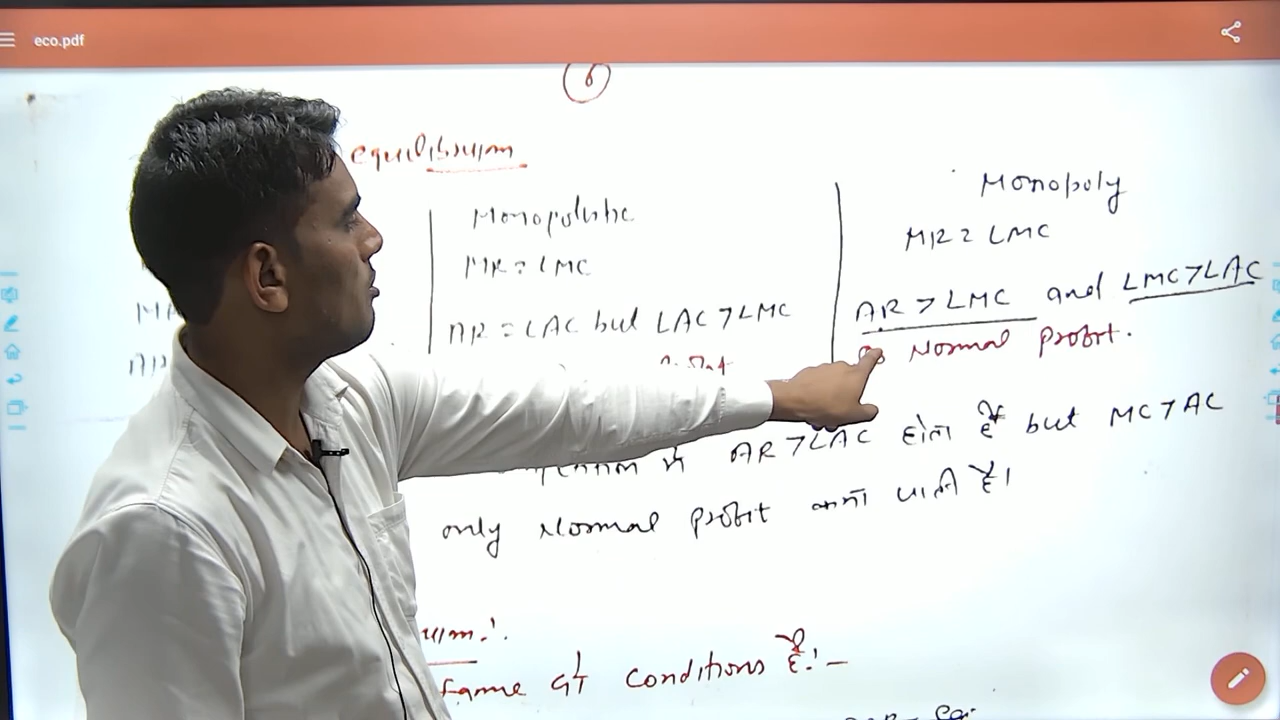 eco.pdf
6
equilibrium
Monopolistic
MR = LMC
AR = LAC but LAC > LMC
Monopoly
MR = LMC
AR > LMC and LMC > LAC
Normal Profit.
में AR > LAC होता है but MC > AC
only Normal profit कमा पाती है।
की conditions है :-